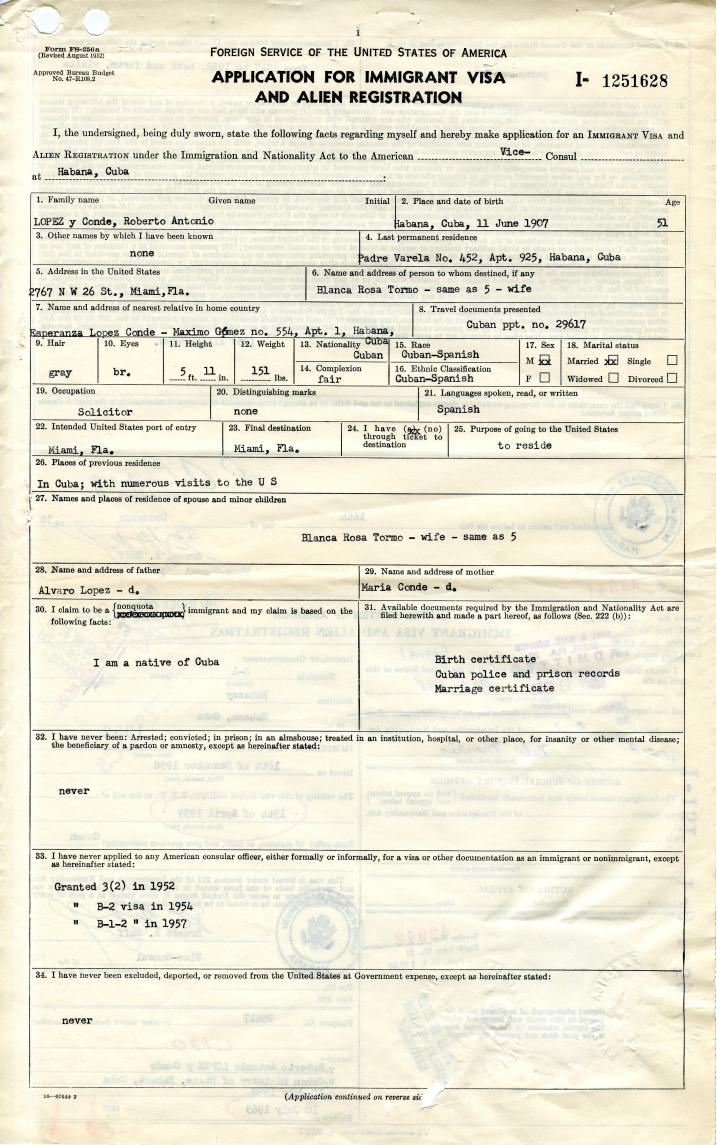 1
Form FS-256a
(Revised August 1952)
Approved Bureau Budget
No. 47-R108.2
FOREIGN SERVICE OF THE UNITED STATES OF AMERICA
APPLICATION FOR IMMIGRANT VISA
AND ALIEN REGISTRATION
I- 1251628
I, the undersigned, being duly sworn, state the following facts regarding myself and hereby make application for an IMMIGRANT VISA and
ALIEN REGISTRATION under the Immigration and Nationality Act to the American Vice- Consul
at Habana, Cuba :
1. Family name Given name Initial 2. Place and date of birth Age
LOPEZ y Conde, Roberto Antonio Habana, Cuba, 11 June 1907 51
3. Other names by which I have been known 4. Last permanent residence
none Padre Varela No. 452, Apt. 925, Habana, Cuba
5. Address in the United States 6. Name and address of person to whom destined, if any
2767 N W 26 St., Miami,Fla. Blanca Rosa Tormo - same as 5 - wife
7. Name and address of nearest relative in home country 8. Travel documents presented
Esperanza Lopez Conde - Maximo Gómez no. 554, Apt. 1, Habana, Cuba Cuban ppt. no. 29617
9. Hair 10. Eyes 11. Height 12. Weight 13. Nationality 15. Race 17. Sex 18. Marital status
Cuban Cuban-Spanish M xx Married xx Single
14. Complexion 16. Ethnic Classification
gray br. 5 ft. 11 in. 151 lbs. fair Cuban-Spanish F Widowed Divorced
19. Occupation 20. Distinguishing marks 21. Languages spoken, read, or written
Solicitor none Spanish
22. Intended United States port of entry 23. Final destination 24. I have (xxx (no) through ticket to destination 25. Purpose of going to the United States
Miami, Fla. Miami, Fla. to reside
26. Places of previous residence
In Cuba; with numerous visits to the U S
27. Names and places of residence of spouse and minor children
Blanca Rosa Tormo - wife - same as 5
28. Name and address of father 29. Name and address of mother
Alvaro Lopez - d. Maria Conde - d.
30. I claim to be a {nonquota} immigrant and my claim is based on the
following facts:
I am a native of Cuba
31. Available documents required by the Immigration and Nationality Act are
filed herewith and made a part hereof, as follows (Sec. 222 (b)):
Birth certificate
Cuban police and prison records
Marriage certificate
32. I have never been: Arrested; convicted; in prison; in an almshouse; treated in an institution, hospital, or other place, for insanity or other mental disease;
the beneficiary of a pardon or amnesty, except as hereinafter stated:
never
33. I have never applied to any American consular officer, either formally or informally, for a visa or other documentation as an immigrant or nonimmigrant, except
as hereinafter stated:
Granted 3(2) in 1952
" B-2 visa in 1954
" B-1-2 " in 1957
34. I have never been excluded, deported, or removed from the United States at Government expense, except as hereinafter stated:
never
16-67444-2
(Application continued on reverse